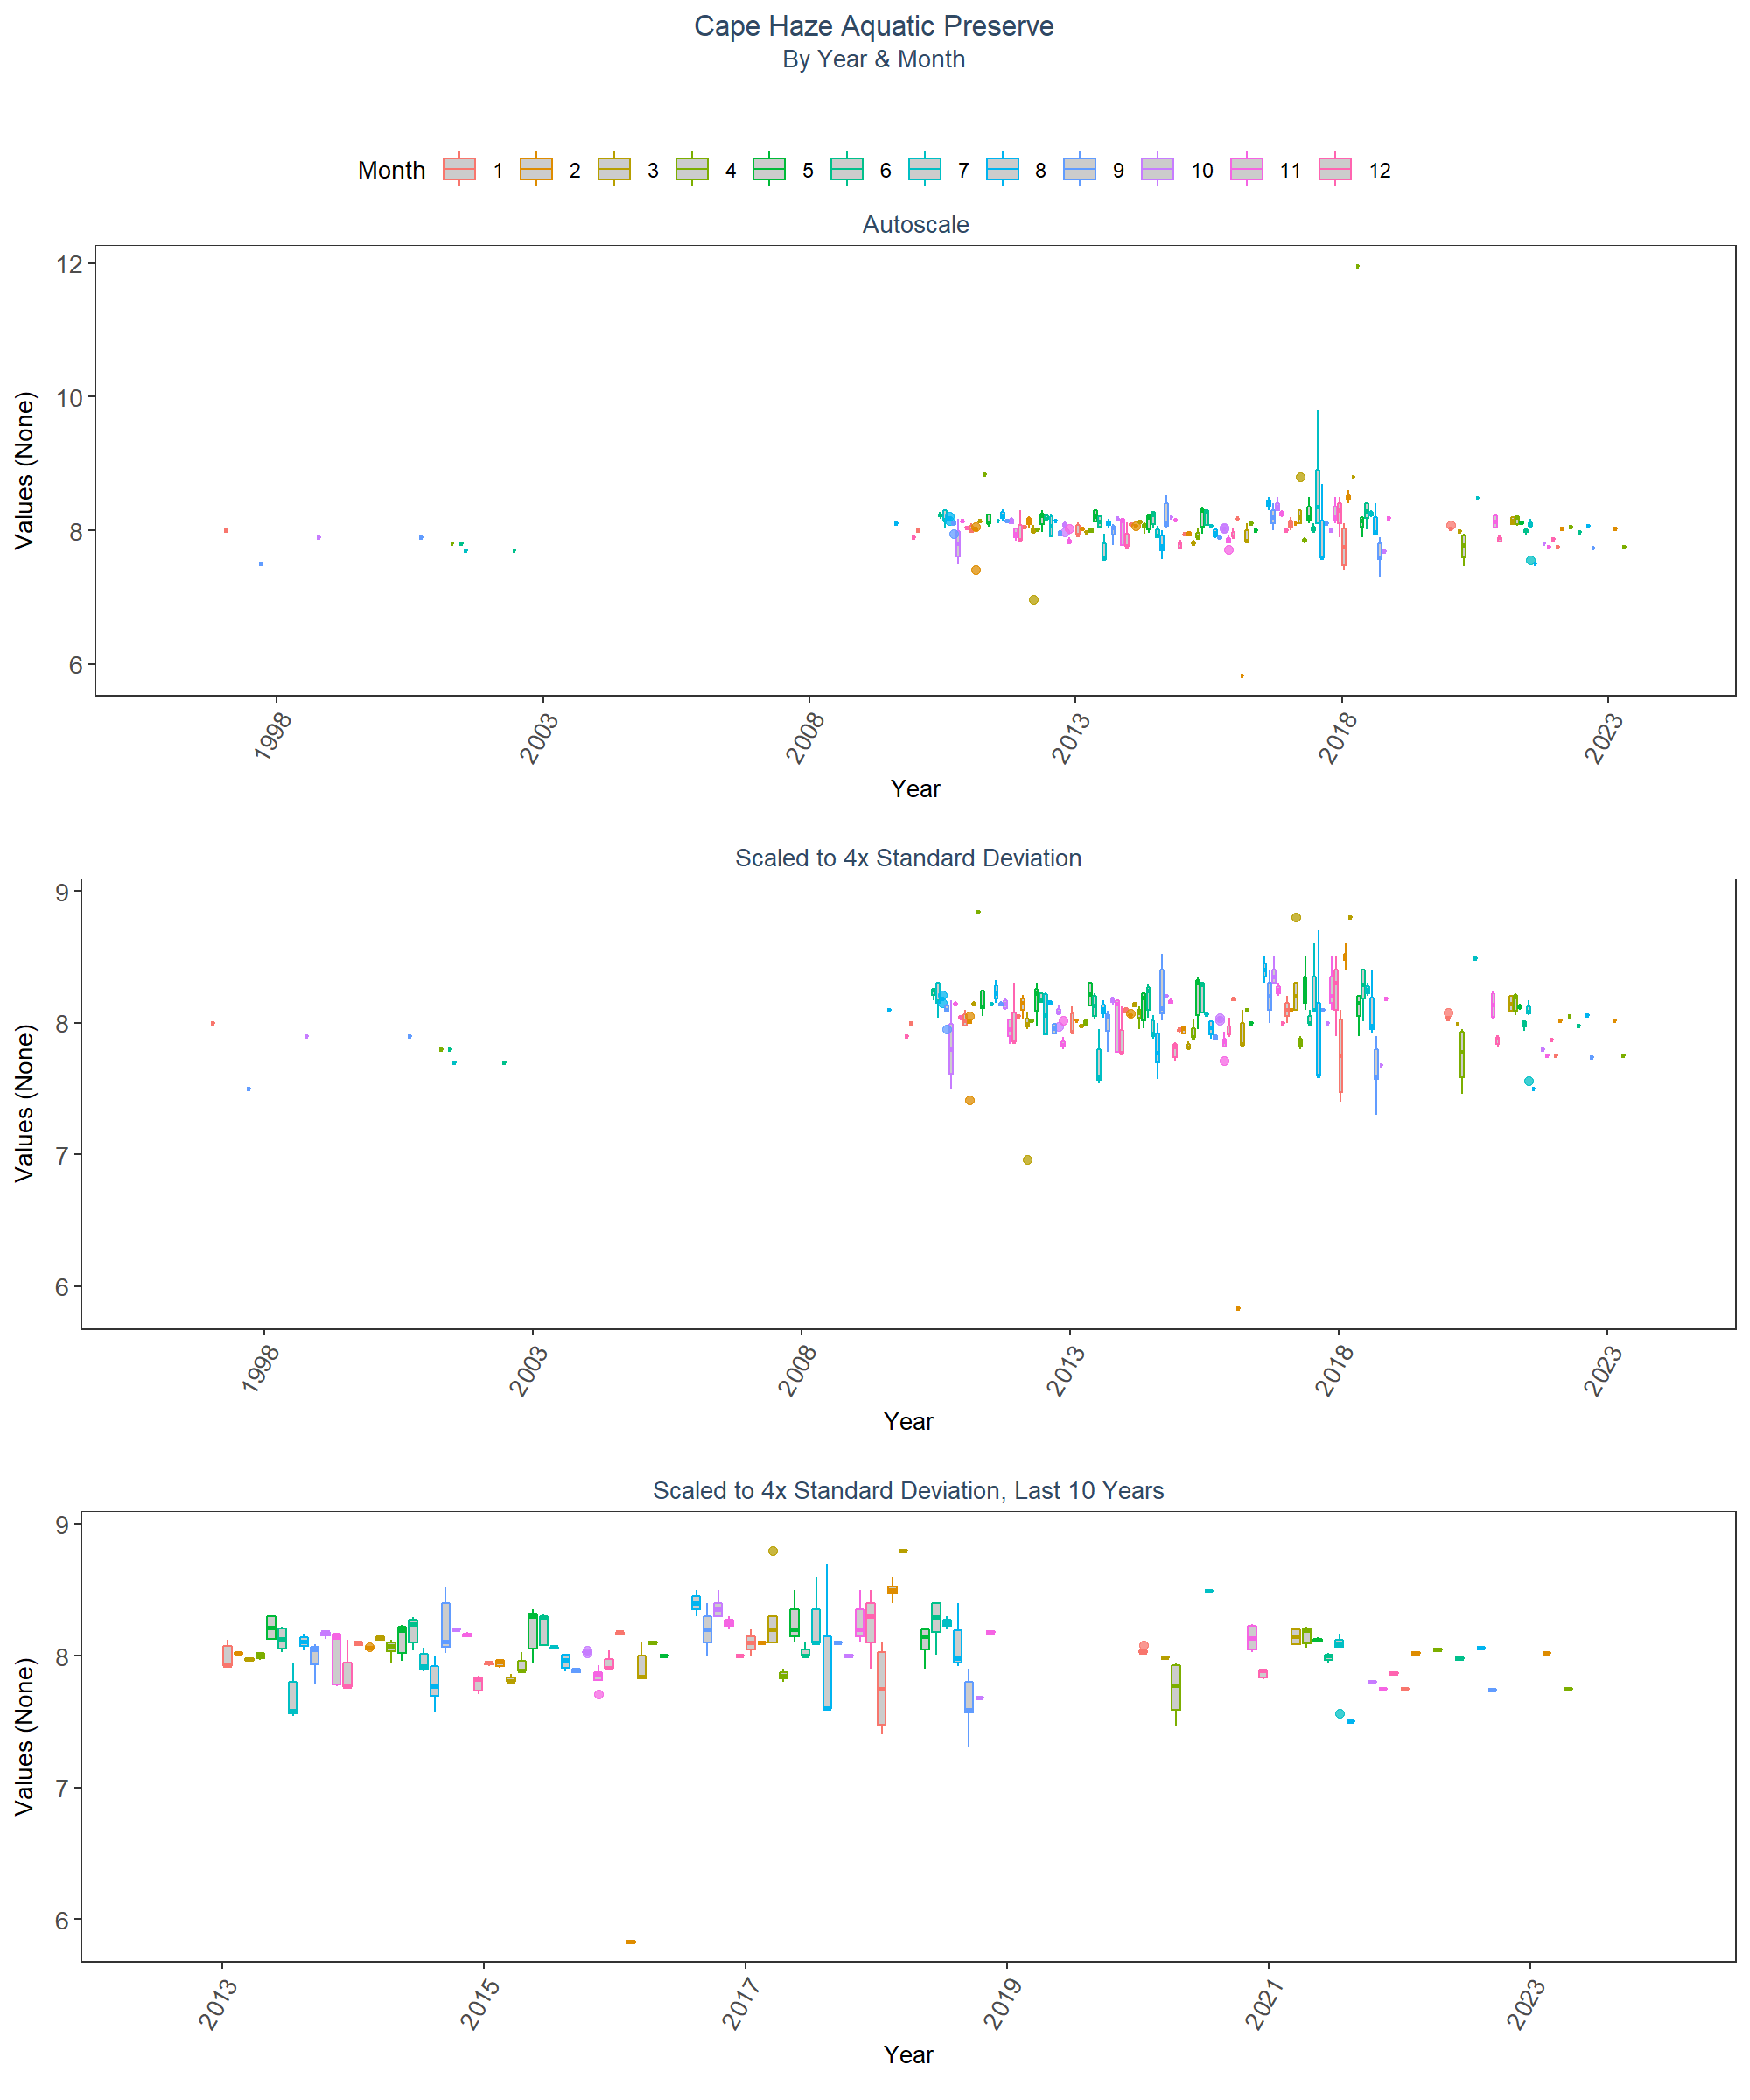 Cape Haze Aquatic Preserve
By Year & Month
Month 1 2 3 4 5 6 7 8 9 10 11 12
Autoscale
Values (None)
12
10
8
6
1998 2003 2008 2013 2018 2023
Year
Scaled to 4x Standard Deviation
Values (None)
9
8
7
6
1998 2003 2008 2013 2018 2023
Year
Scaled to 4x Standard Deviation, Last 10 Years
Values (None)
9
8
7
6
2013 2015 2017 2019 2021 2023
Year